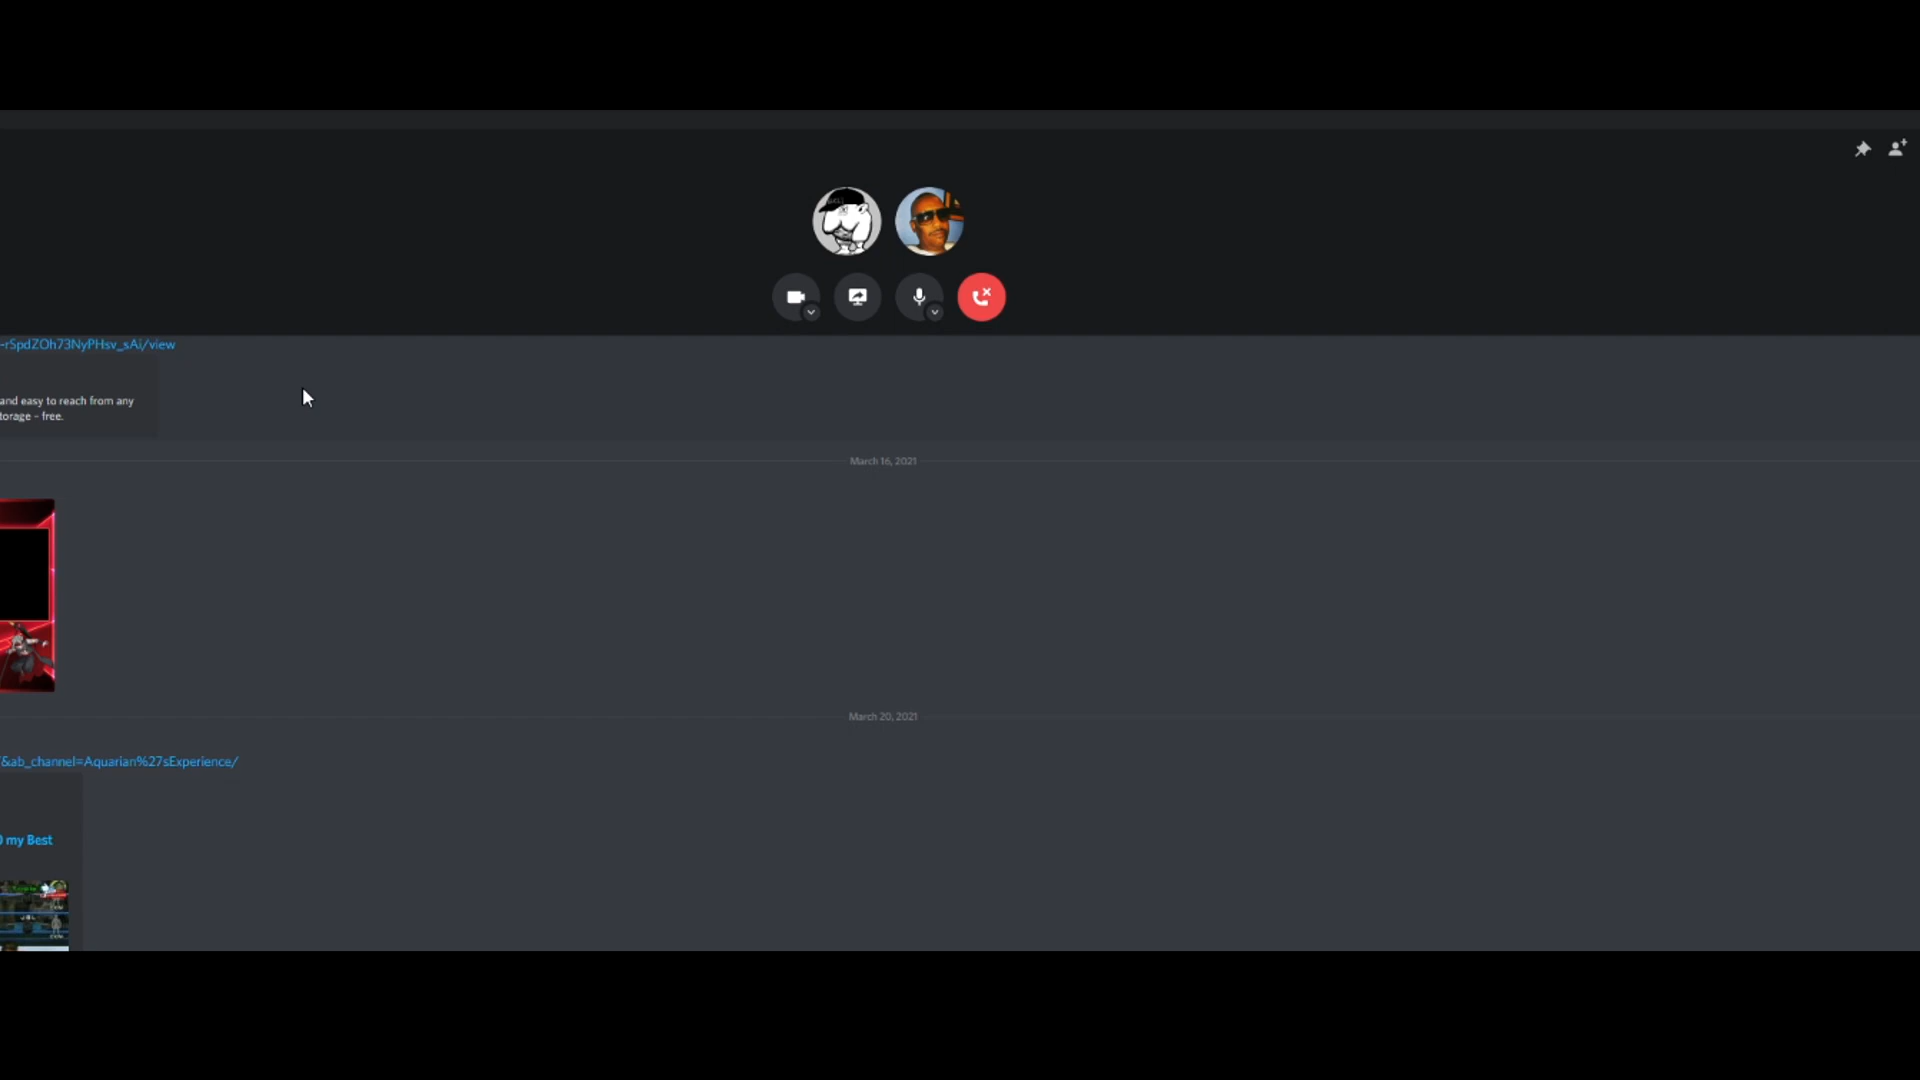 -rSpdZOh73NyPHsv_sAi/view
and easy to reach from any
torage - free.
March 16, 2021
March 20, 2021
&ab_channel=Aquarian%27sExperience/
my Best